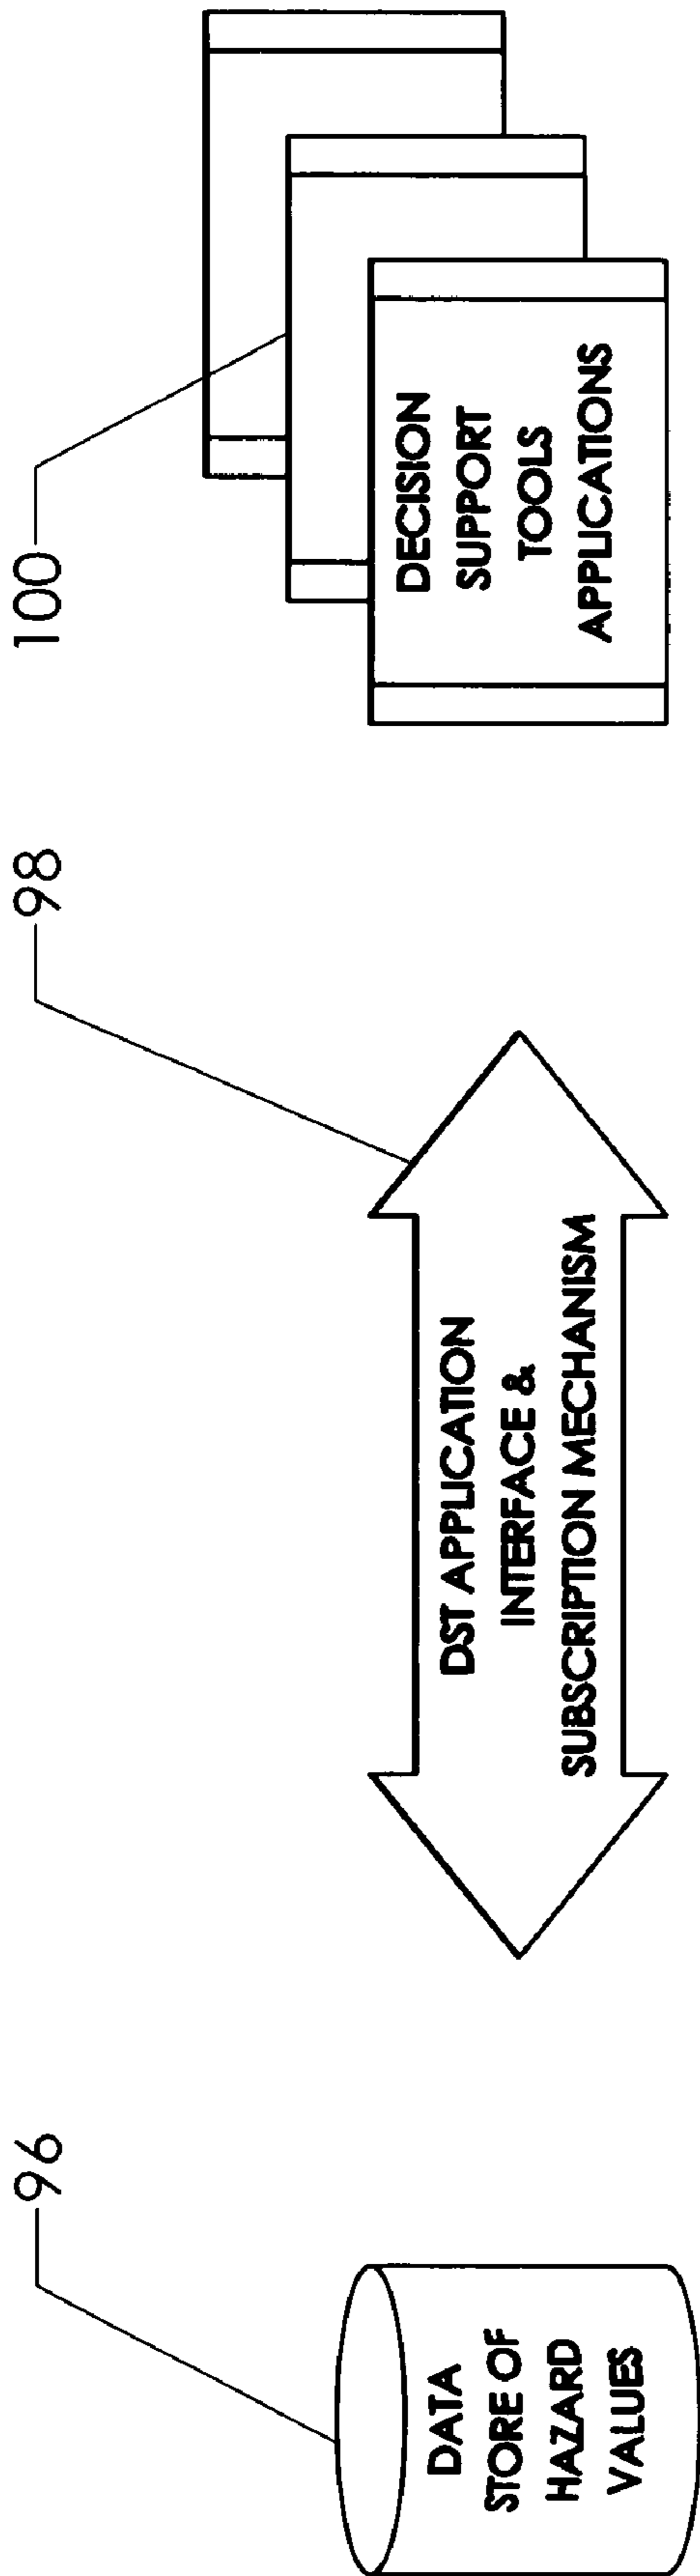 96
98
100
DATA
STORE OF
HAZARD
VALUES
DST APPLICATION
INTERFACE &
SUBSCRIPTION MECHANISM
DECISION
SUPPORT
TOOLS
APPLICATIONS